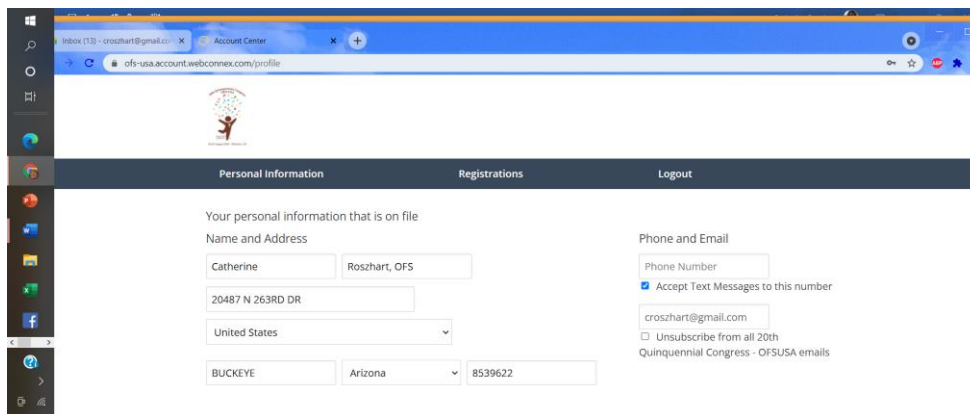 Inbox (13) - croszhart@gmail.co
Account Center
ofs-usa.account.webconnex.com/profile
ABP
Personal Information Registrations Logout
Your personal information that is on file
Name and Address
Catherine Roszhart, OFS
20487 N 263RD DR
United States
BUCKEYE Arizona 8539622
Phone and Email
Phone Number
Accept Text Messages to this number
croszhart@gmail.com
Unsubscribe from all 20th
Quinquennial Congress - OFSUSA emails